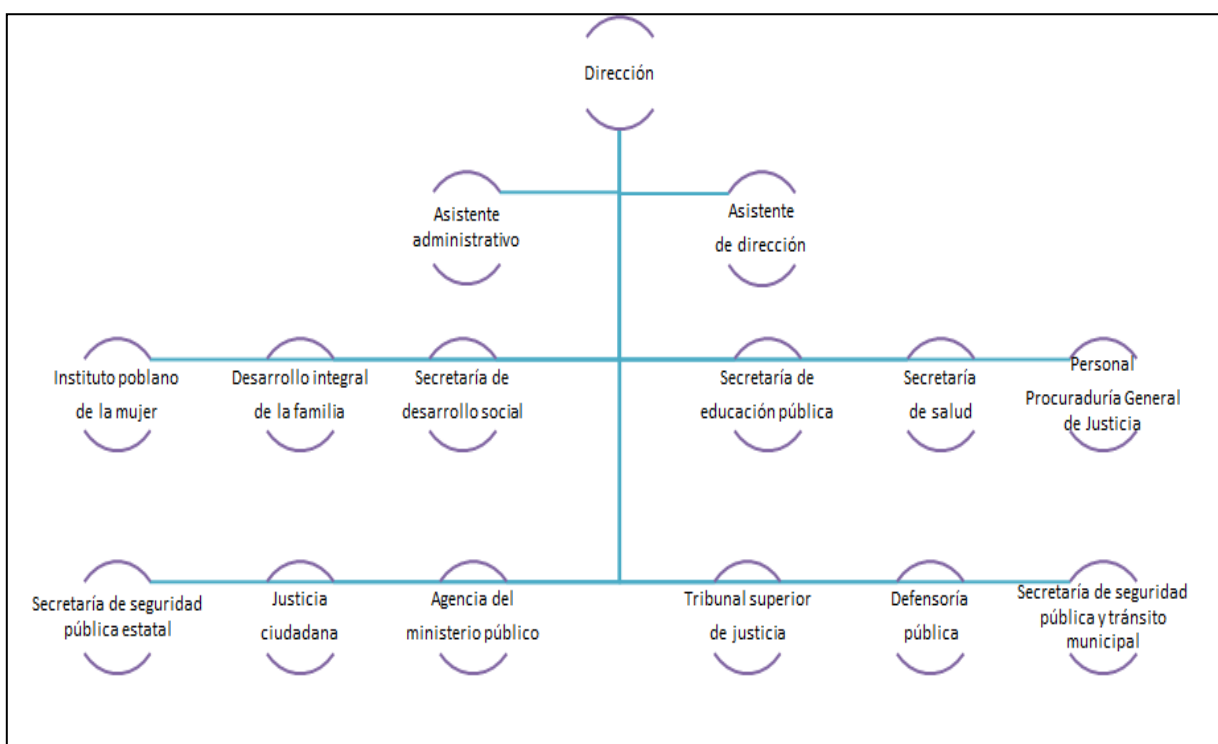 Dirección
Asistente
administrativo
Asistente
de dirección
Instituto poblano
de la mujer
Desarrollo integral
de la familia
Secretaría de
desarrollo social
Secretaría de
educación pública
Secretaría
de salud
Personal
Procuraduría General
de Justicia
Secretaría de seguridad
pública estatal
Justicia
ciudadana
Agencia del
ministerio público
Tribunal superior
de justicia
Defensoría
pública
Secretaría de seguridad
pública y tránsito
municipal